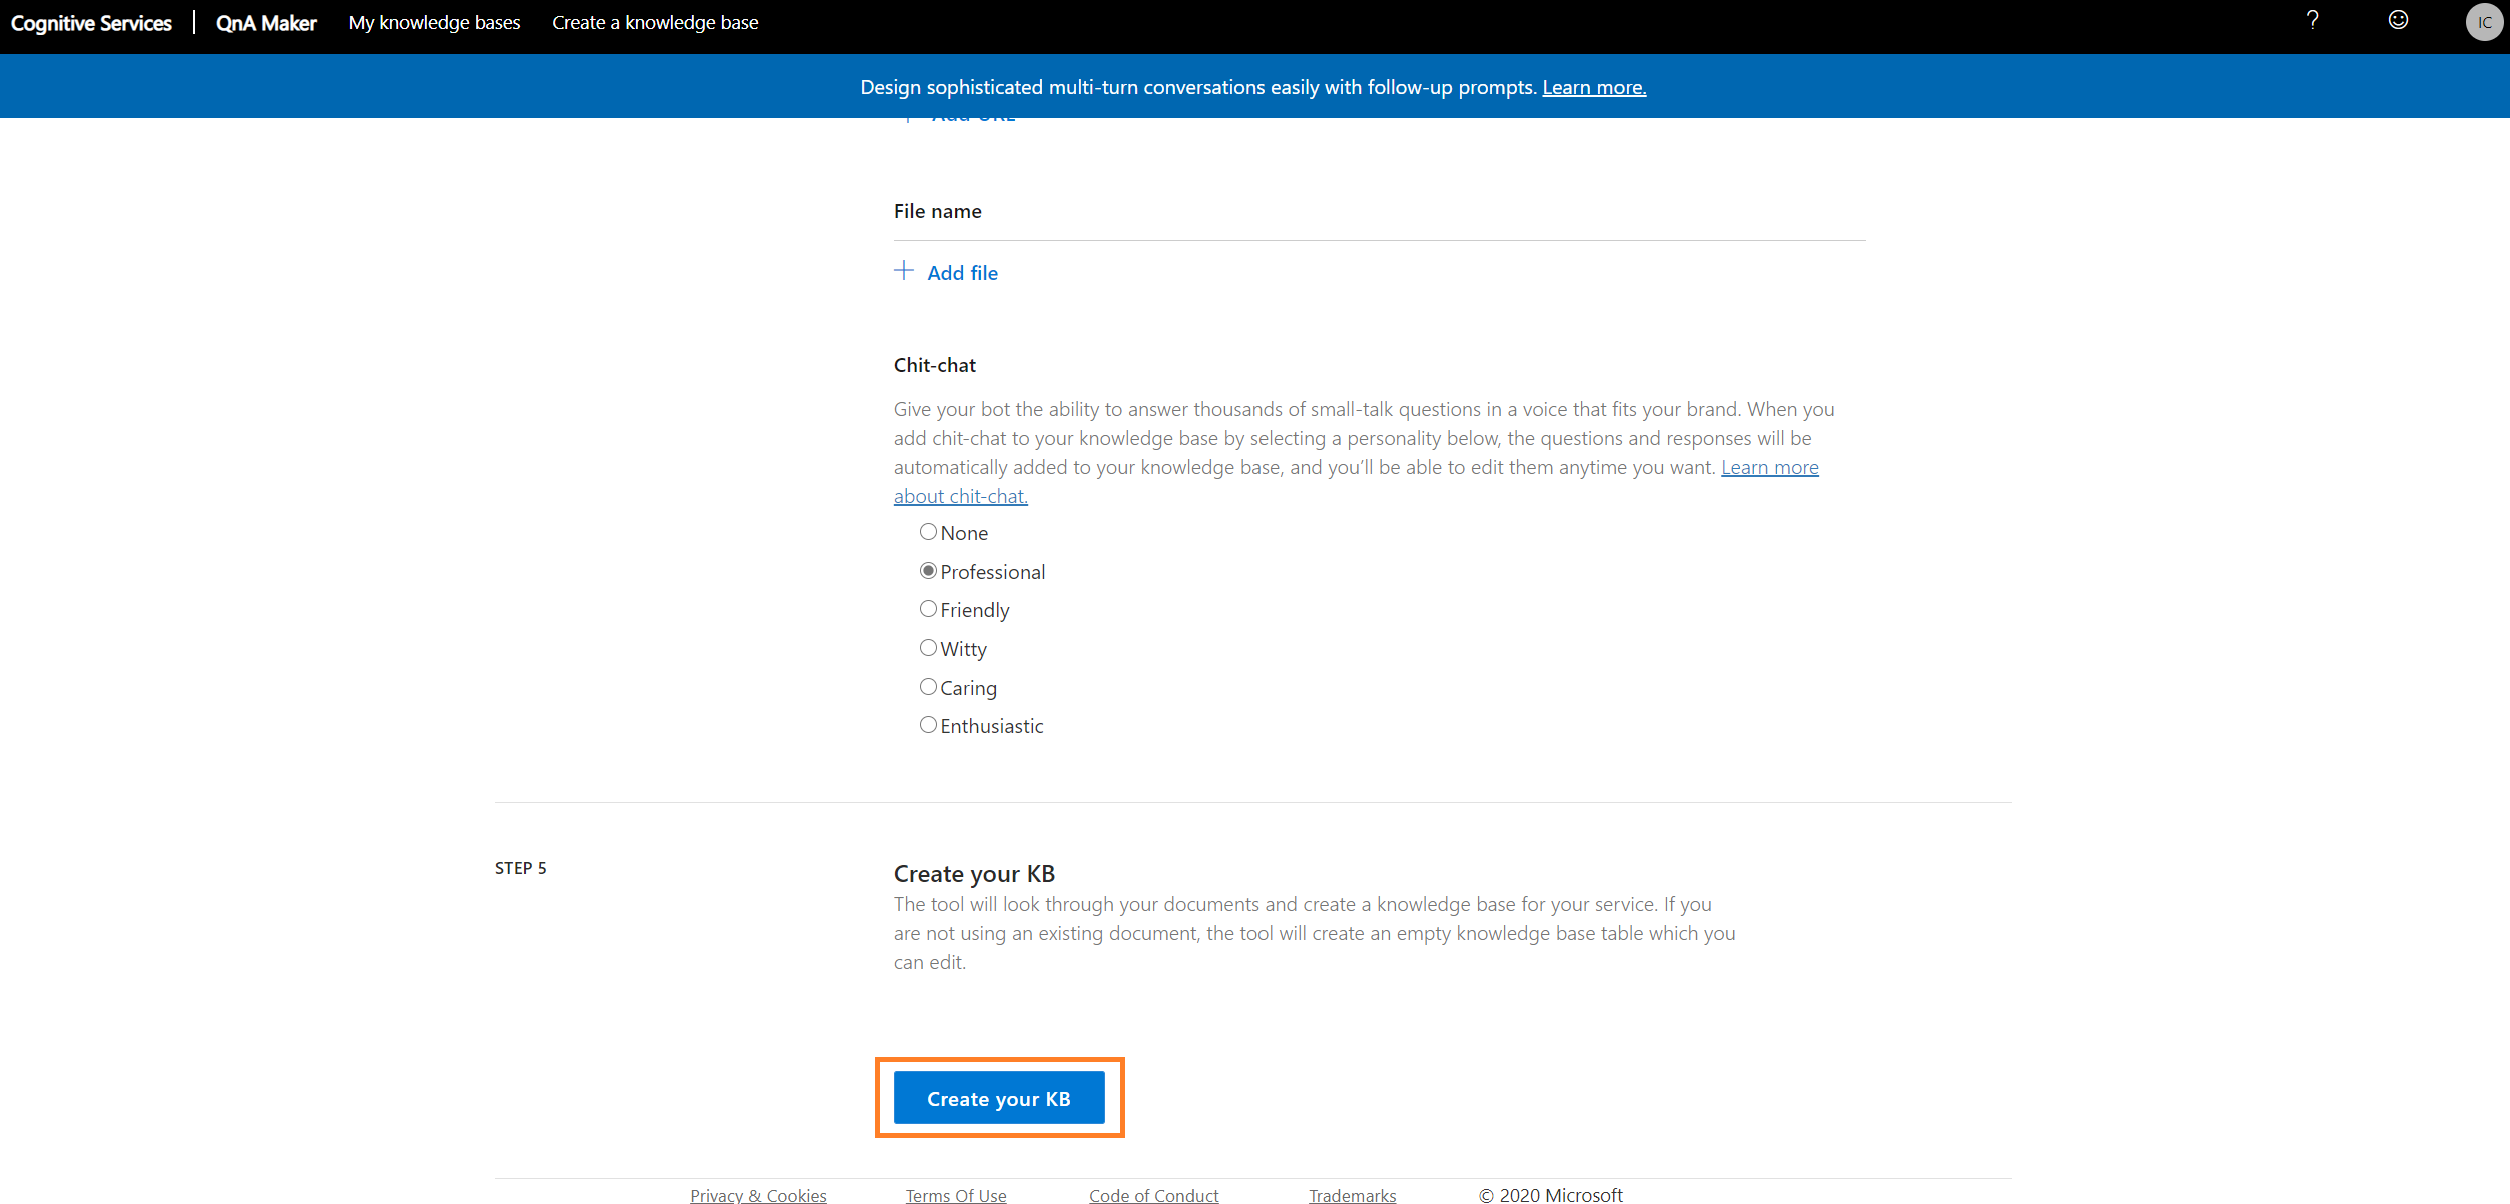 Cognitive Services | QnA Maker My knowledge bases Create a knowledge base ? IC
Design sophisticated multi-turn conversations easily with follow-up prompts. Learn more.
Add URL
File name
Add file
Chit-chat
Give your bot the ability to answer thousands of small-talk questions in a voice that fits your brand. When you
add chit-chat to your knowledge base by selecting a personality below, the questions and responses will be
automatically added to your knowledge base, and you’ll be able to edit them anytime you want. Learn more
about chit-chat.
None
Professional
Friendly
Witty
Caring
Enthusiastic
STEP 5
Create your KB
The tool will look through your documents and create a knowledge base for your service. If you
are not using an existing document, the tool will create an empty knowledge base table which you
can edit.
Create your KB
Privacy & Cookies Terms Of Use Code of Conduct Trademarks © 2020 Microsoft